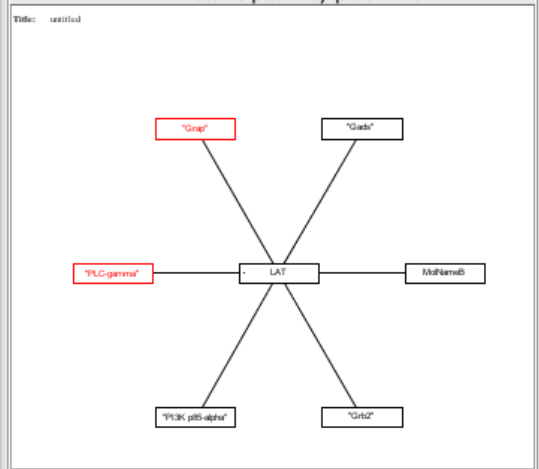 Title: untitled
"Grap" "Gads"
"PLC-gamma" LAT MolNameB
"PI3K p85-alpha" "Grb2"